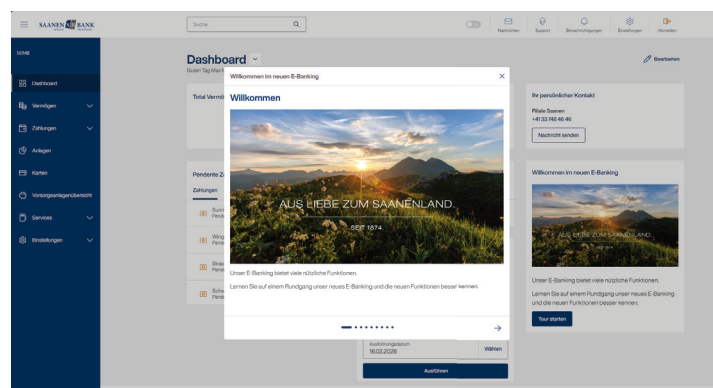 SAANEN BANK
Suche
Nachrichten
Support
Benachrichtigungen
Einstellungen
Abmelden
Dashboard
Vermögen
Zahlungen
Anlagen
Karten
Vorsorgeanlagenübersicht
Services
Einstellungen
Dashboard
Guten Tag
Bearbeiten
Total Vermö
Pendente Z
Zahlungen
Willkommen im neuen E-Banking
Willkommen
AUS LIEBE ZUM SAANENLAND.
SEIT 1874.
Unser E-Banking bietet viele nützliche Funktionen.
Lernen Sie auf einem Rundgang unser neues E-Banking und die neuen Funktionen besser kennen.
Ausführungsdatum
16.02.2026
Wählen
Ausführen
Ihr persönlicher Kontakt
Filiale Saanen
+41 33 748 46 46
Nachricht senden
Willkommen im neuen E-Banking
AUS LIEBE ZUM SAANENLAND.
Unser E-Banking bietet viele nützliche Funktionen.
Lernen Sie auf einem Rundgang unser neues E-Banking
und die neuen Funktionen besser kennen.
Tour starten